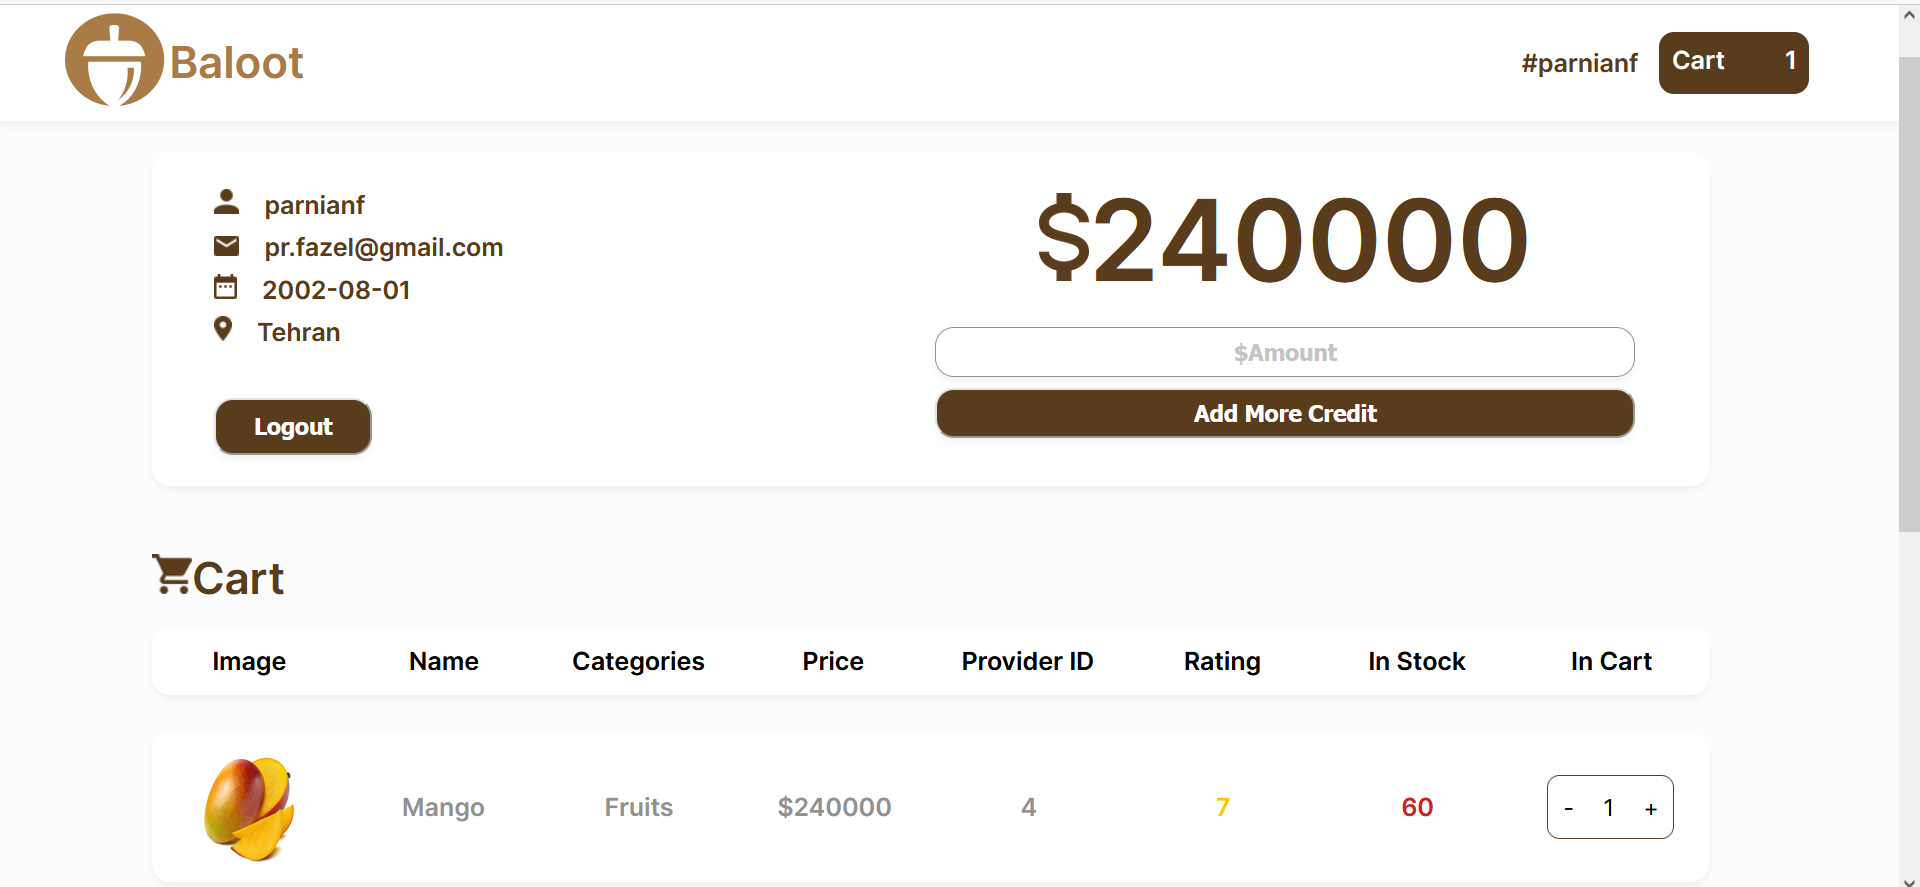 Baloot
#parnianf
Cart 1
parnianf
pr.fazel@gmail.com
2002-08-01
Tehran
Logout
$240000
$Amount
Add More Credit
Cart
Image Name Categories Price Provider ID Rating In Stock In Cart
Mango Fruits $240000 4 7 60 - 1 +